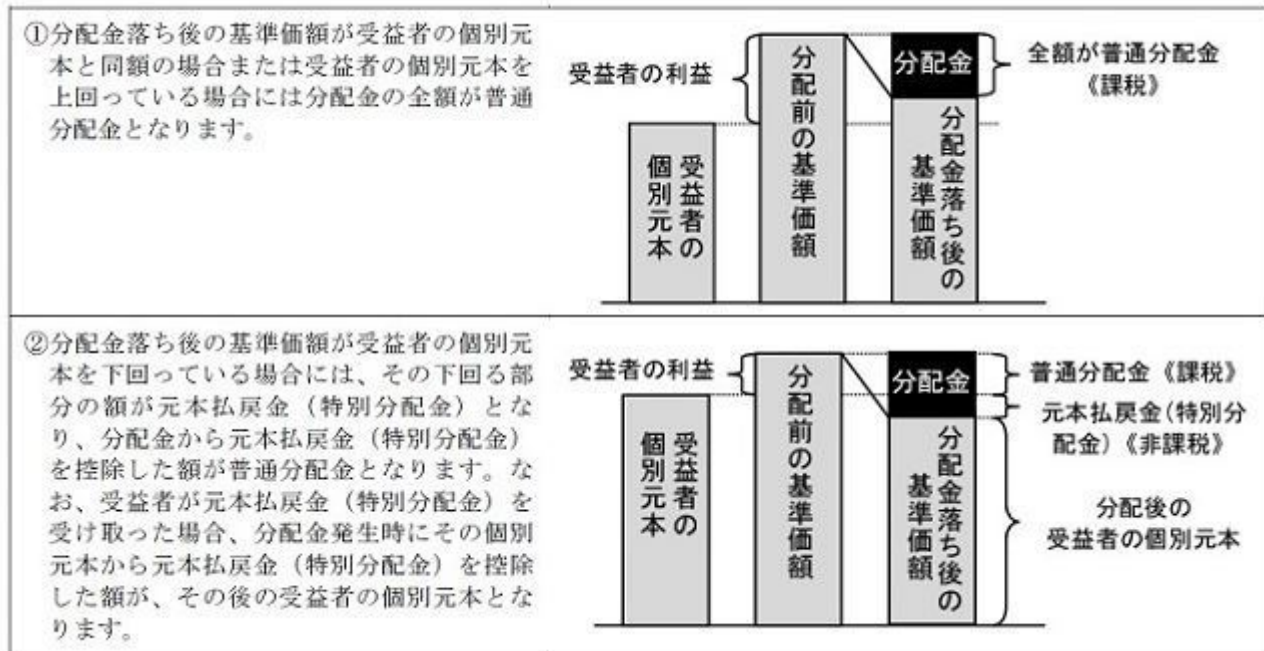 ①分配金落ち後の基準価額が受益者の個別元
本と同額の場合または受益者の個別元本を
上回っている場合には分配金の全額が普通
分配金となります。
受益者の利益
受益者の
個別元本
分配前の基準価額
分配金
分配金落ち後の
基準価額
全額が普通分配金
《課税》
②分配金落ち後の基準価額が受益者の個別元
本を下回っている場合には、その下回る部
分の額が元本払戻金（特別分配金）とな
り、分配金から元本払戻金（特別分配金）
を控除した額が普通分配金となります。な
お、受益者が元本払戻金（特別分配金）を
受け取った場合、分配金発生時にその個別
元本から元本払戻金（特別分配金）を控除
した額が、その後の受益者の個別元本とな
ります。
受益者の利益
受益者の
個別元本
分配前の基準価額
分配金
分配金落ち後の
基準価額
普通分配金《課税》
元本払戻金(特別分
配金)《非課税》
分配後の
受益者の個別元本